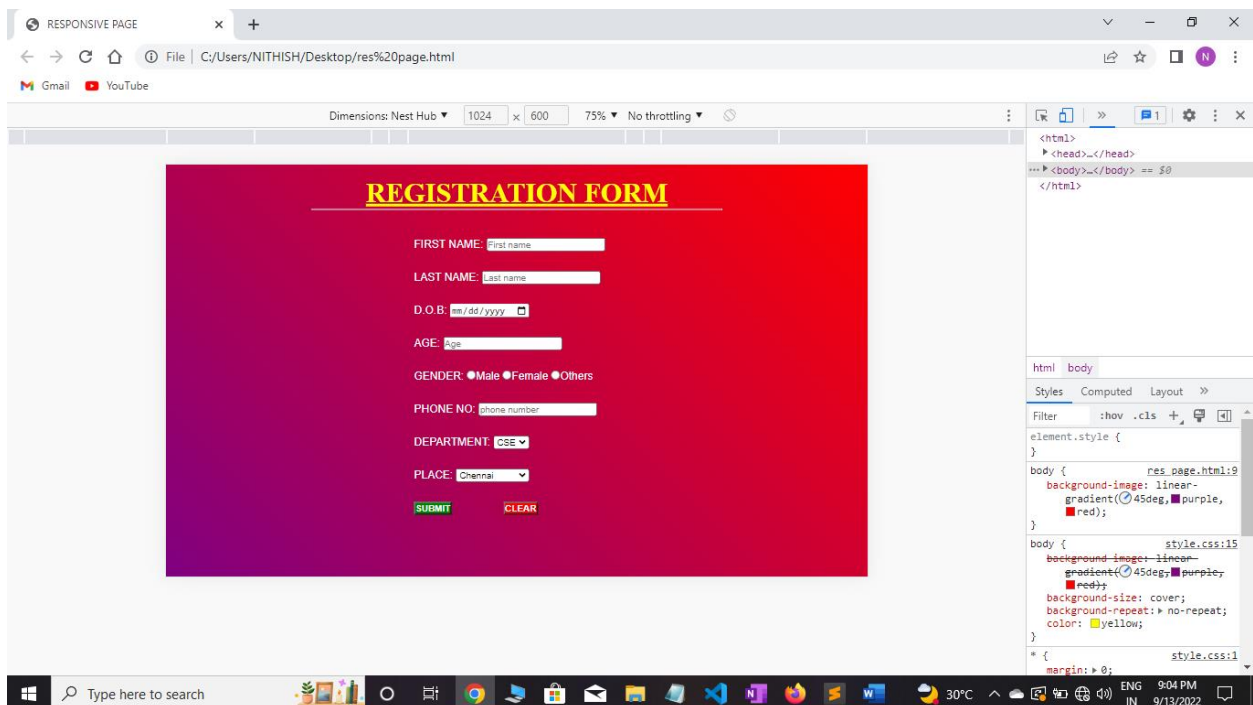 RESPONSIVE PAGE
File | C:/Users/NITHISH/Desktop/res%20page.html
N
Gmail YouTube
Dimensions: Nest Hub ▼ 1024 × 600 75% ▼ No throttling ▼
1
<html>
▶ <head>…</head>
••• ▶ <body>…</body> == $0
</html>
REGISTRATION FORM
FIRST NAME: First name
LAST NAME: Last name
D.O.B: mm/dd/yyyy
AGE: Age
GENDER: Male Female Others
PHONE NO: phone number
DEPARTMENT: CSE
PLACE: Chennai
SUBMIT CLEAR
html body
Styles Computed Layout »
Filter :hov .cls +
element.style {
}
body { res page.html:9
background-image: linear-
gradient(45deg,purple,
red);
}
body { style.css:15
background-image: linear-
gradient(45deg,purple,
red);
background-size: cover;
background-repeat: ▶ no-repeat;
color: yellow;
}
* { style.css:1
margin: ▶ 0;
Type here to search
30°C
ENG
IN
9:04 PM
9/13/2022